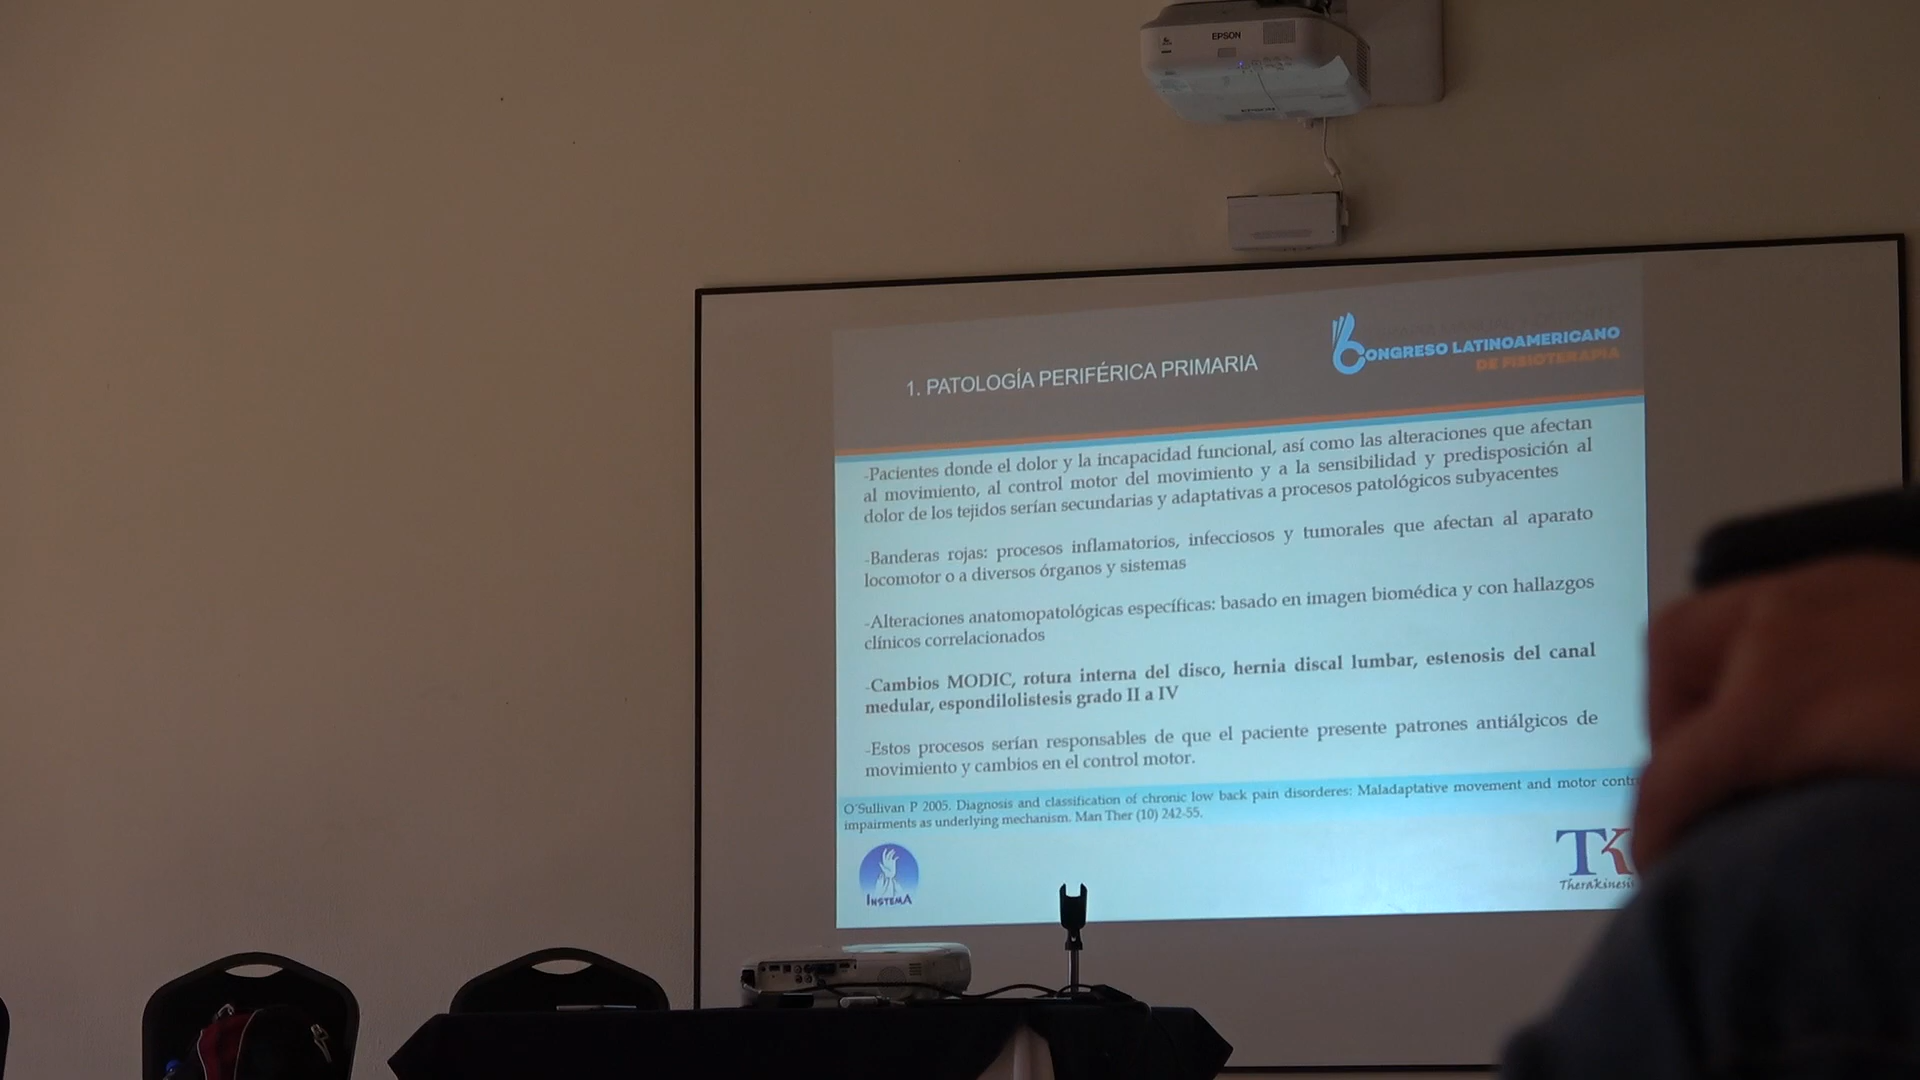 EPSON
1. PATOLOGÍA PERIFÉRICA PRIMARIA
CONGRESO LATINOAMERICANO
DE FISIOTERAPIA
-Pacientes donde el dolor y la incapacidad funcional, así como las alteraciones que afectan
al movimiento, al control motor del movimiento y a la sensibilidad y predisposición al
dolor de los tejidos serían secundarias y adaptativas a procesos patológicos subyacentes
-Banderas rojas: procesos inflamatorios, infecciosos y tumorales que afectan al aparato
locomotor o a diversos órganos y sistemas
-Alteraciones anatomopatológicas específicas: basado en imagen biomédica y con hallazgos
clínicos correlacionados
-Cambios MODIC, rotura interna del disco, hernia discal lumbar, estenosis del canal
medular, espondilolistesis grado II a IV
-Estos procesos serían responsables de que el paciente presente patrones antiálgicos de
movimiento y cambios en el control motor.
O´Sullivan P 2005. Diagnosis and classification of chronic low back pain disorderes: Maladaptative movement and motor contr
impairments as underlying mechanism. Man Ther (10) 242-55.
INSTEMA
TK
Therakinesis